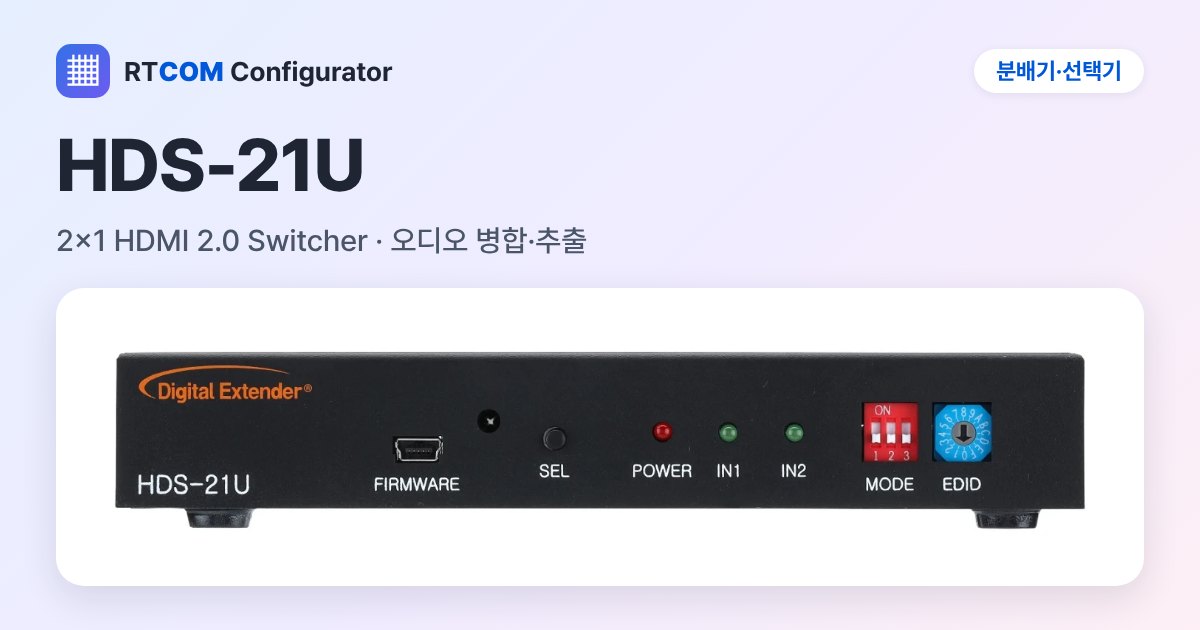 RTCOM Configurator
분배기·선택기
HDS-21U
2×1 HDMI 2.0 Switcher · 오디오 병합·추출
Digital Extender®
HDS-21U
FIRMWARE
SEL
POWER
IN1
IN2
ON
1 2 3
MODE
EDID